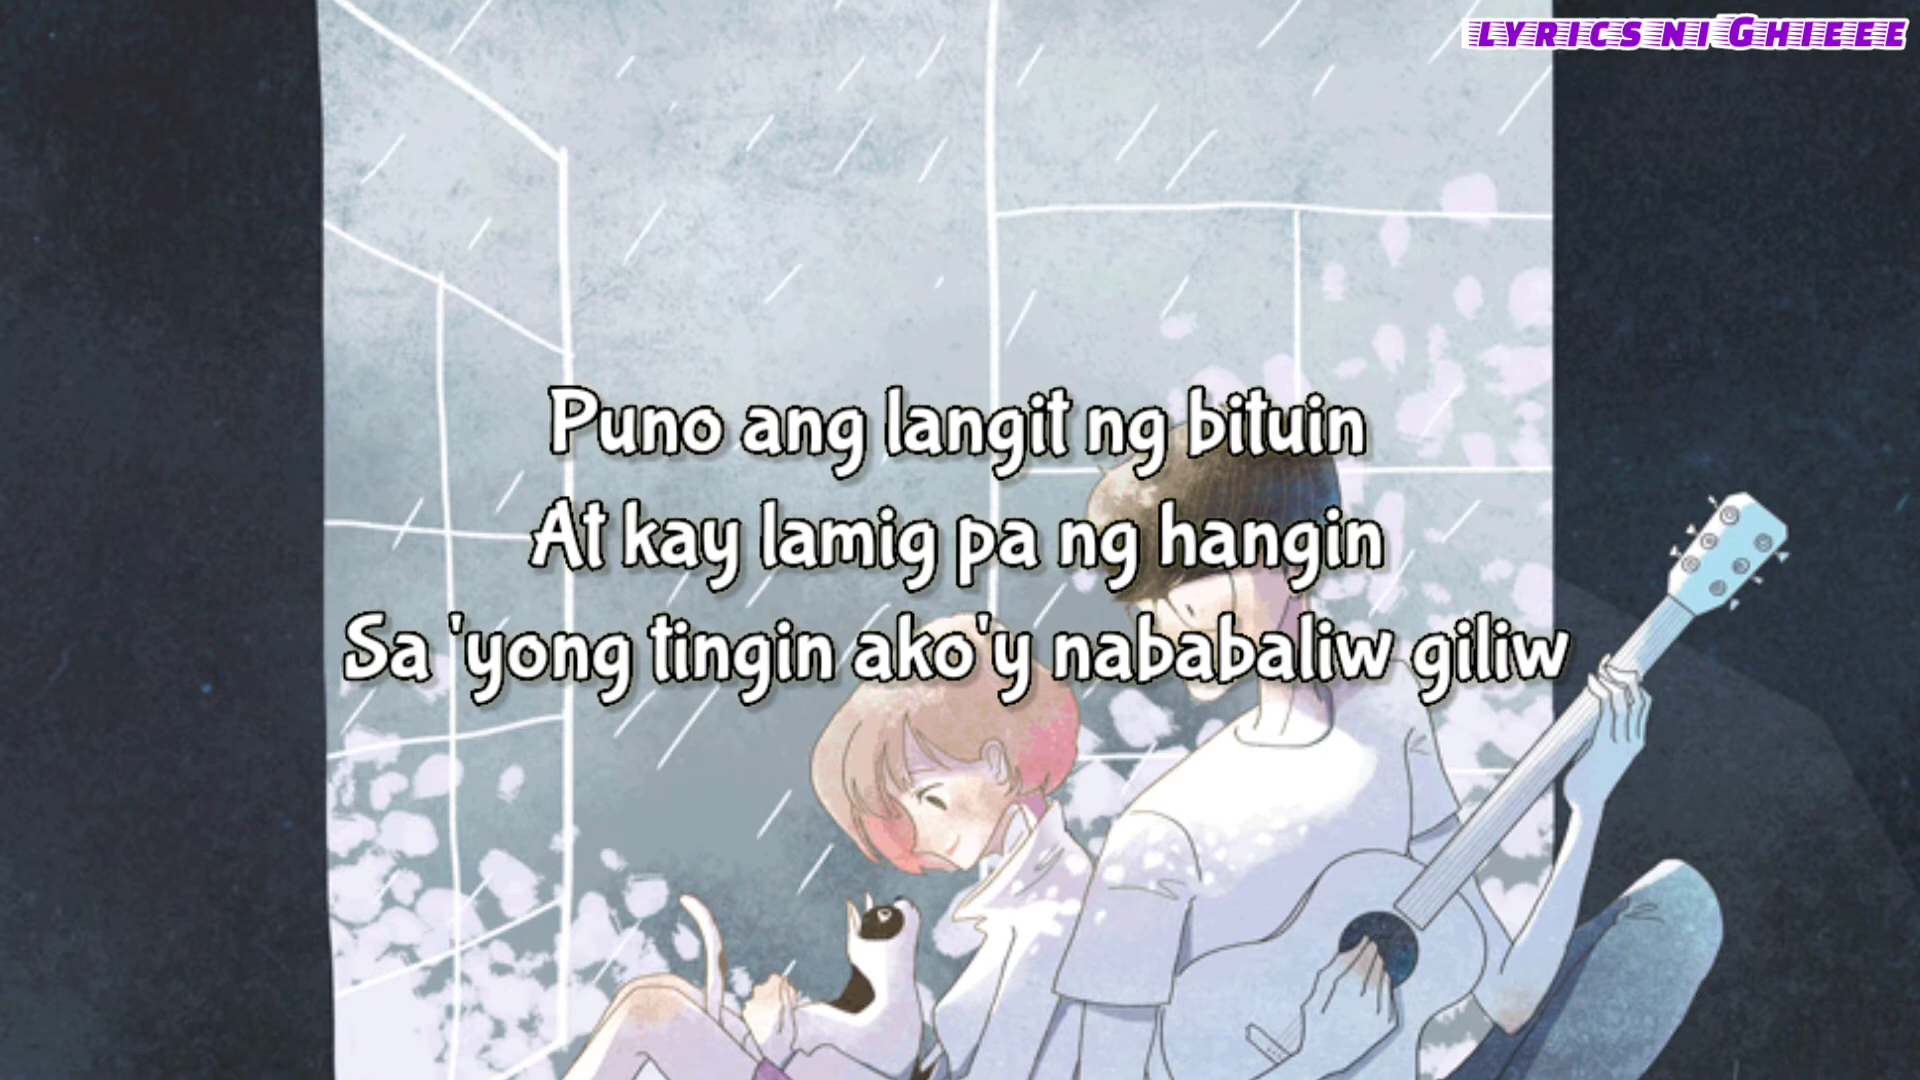 LYRICS NI GHIEEE
Puno ang langit ng bituin
At kay lamig pa ng hangin
Sa 'yong tingin ako'y nababaliw giliw